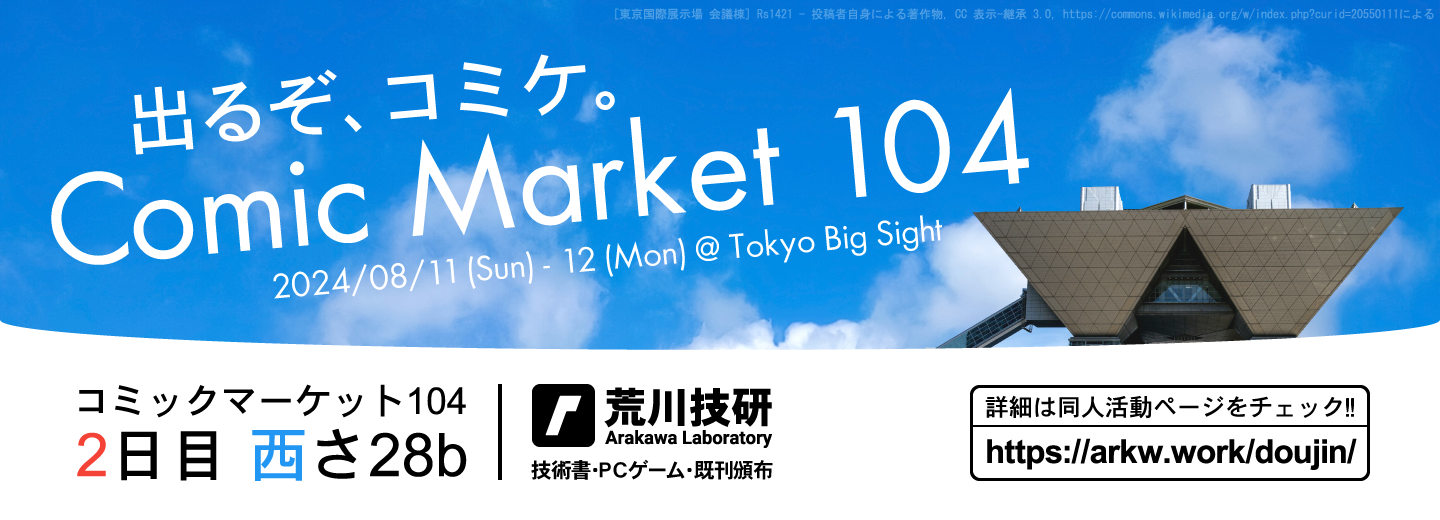 [東京国際展示場 会議棟] Rs1421 - 投稿者自身による著作物, CC 表示-継承 3.0, https://commons.wikimedia.org/w/index.php?curid=20550111による
出るぞ、コミケ。
Comic Market 104
2024/08/11 (Sun) - 12 (Mon) @ Tokyo Big Sight
コミックマーケット104
2日目 西さ28b
荒川技研
Arakawa Laboratory
技術書・PCゲーム・既刊頒布
詳細は同人活動ページをチェック!!
https://arkw.work/doujin/